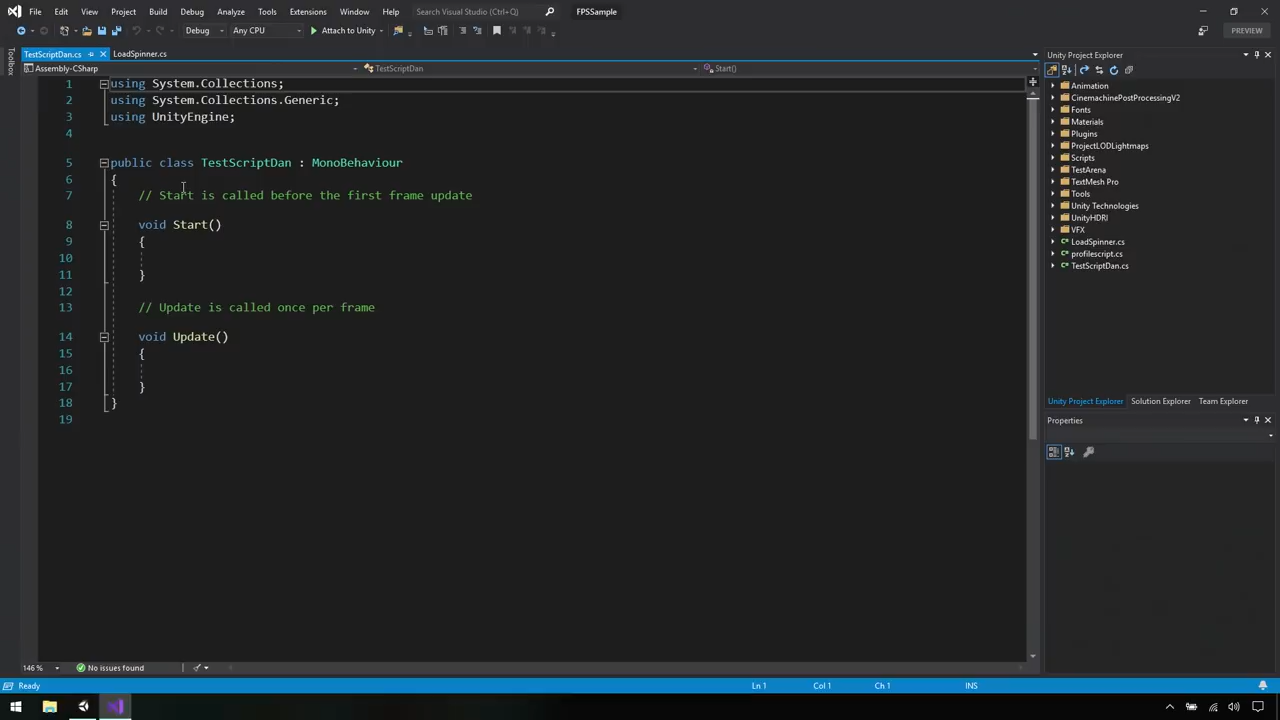 File Edit View Project Build Debug Analyze Tools Extensions Window Help Search Visual Studio FPSSample
Debug Any CPU Attach to Unity PREVIEW
Toolbox
TestScriptDan.cs LoadSpinner.cs
Assembly-CSharp TestScriptDan Start()
1 using System.Collections;
2 using System.Collections.Generic;
3 using UnityEngine;
4
5 public class TestScriptDan : MonoBehaviour
6 {
7 // Start is called before the first frame update
8 void Start()
9 {
10
11 }
12
13 // Update is called once per frame
14 void Update()
15 {
16
17 }
18 }
19
146 % No issues found
Unity Project Explorer
Animation
CinemachinePostProcessingV2
Fonts
Materials
Plugins
ProjectLODLightmaps
Scripts
TestArena
TextMesh Pro
Tools
Unity Technologies
UnityHDRI
VFX
LoadSpinner.cs
profilescript.cs
TestScriptDan.cs
Unity Project Explorer Solution Explorer Team Explorer
Properties
Ready Ln 1 Col 1 Ch 1 INS